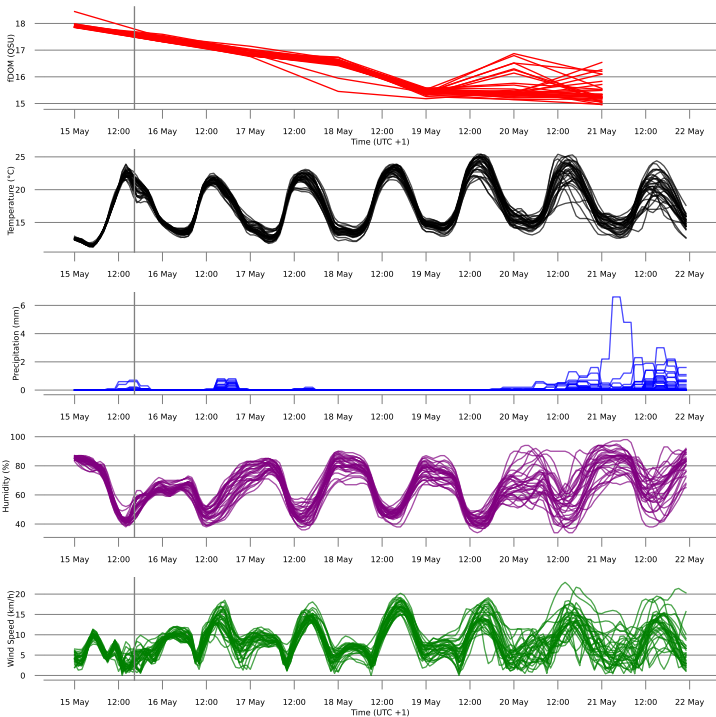 fDOM (QSU)
18
17
16
15
15 May 12:00 16 May 12:00 17 May 12:00 18 May 12:00 19 May 12:00 20 May 12:00 21 May 12:00 22 May
Time (UTC +1)
Temperature (°C)
25
20
15
15 May 12:00 16 May 12:00 17 May 12:00 18 May 12:00 19 May 12:00 20 May 12:00 21 May 12:00 22 May
Precipitation (mm)
6
4
2
0
15 May 12:00 16 May 12:00 17 May 12:00 18 May 12:00 19 May 12:00 20 May 12:00 21 May 12:00 22 May
Humidity (%)
100
80
60
40
15 May 12:00 16 May 12:00 17 May 12:00 18 May 12:00 19 May 12:00 20 May 12:00 21 May 12:00 22 May
Wind Speed (km/h)
20
15
10
5
0
15 May 12:00 16 May 12:00 17 May 12:00 18 May 12:00 19 May 12:00 20 May 12:00 21 May 12:00 22 May
Time (UTC +1)